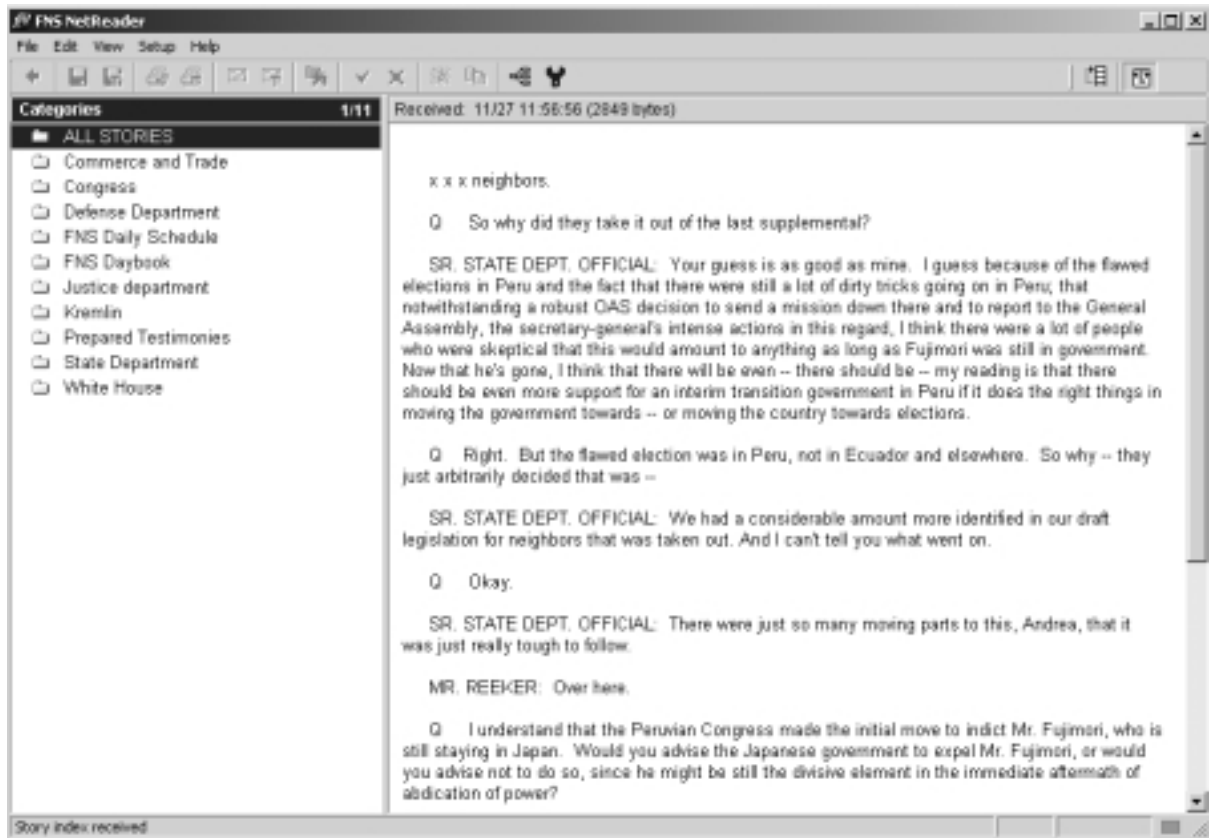 FNS NetReader
File Edit View Setup Help
Categories 1/11
ALL STORIES
Commerce and Trade
Congress
Defense Department
FNS Daily Schedule
FNS Daybook
Justice department
Kremlin
Prepared Testimonies
State Department
White House
Received: 11/27 11:56:56 (2849 bytes)
x x x neighbors.
Q So why did they take it out of the last supplemental?
SR. STATE DEPT. OFFICIAL: Your guess is as good as mine. I guess because of the flawed
elections in Peru and the fact that there were still a lot of dirty tricks going on in Peru; that
notwithstanding a robust OAS decision to send a mission down there and to report to the General
Assembly, the secretary-general's intense actions in this regard, I think there were a lot of people
who were skeptical that this would amount to anything as long as Fujimori was still in government.
Now that he's gone, I think that there will be even -- there should be -- my reading is that there
should be even more support for an interim transition government in Peru if it does the right things in
moving the government towards -- or moving the country towards elections.
Q Right. But the flawed election was in Peru, not in Ecuador and elsewhere. So why -- they
just arbitrarily decided that was --
SR. STATE DEPT. OFFICIAL: We had a considerable amount more identified in our draft
legislation for neighbors that was taken out. And I can't tell you what went on.
Q Okay.
SR. STATE DEPT. OFFICIAL: There were just so many moving parts to this, Andrea, that it
was just really tough to follow.
MR. REEKER: Over here.
Q I understand that the Peruvian Congress made the initial move to indict Mr. Fujimori, who is
still staying in Japan. Would you advise the Japanese government to expel Mr. Fujimori, or would
you advise not to do so, since he might be still the divisive element in the immediate aftermath of
abdication of power?
Story index received